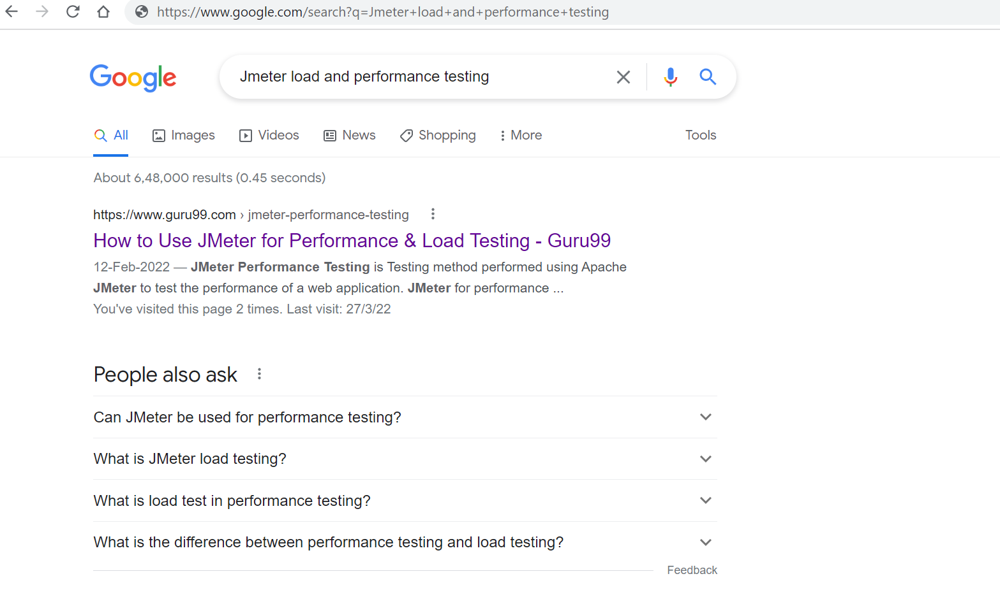 https://www.google.com/search?q=Jmeter+load+and+performance+testing
Google
Jmeter load and performance testing
All Images Videos News Shopping More Tools
About 6,48,000 results (0.45 seconds)
https://www.guru99.com › jmeter-performance-testing
How to Use JMeter for Performance & Load Testing - Guru99
12-Feb-2022 — JMeter Performance Testing is Testing method performed using Apache
JMeter to test the performance of a web application. JMeter for performance ...
You've visited this page 2 times. Last visit: 27/3/22
People also ask
Can JMeter be used for performance testing?
What is JMeter load testing?
What is load test in performance testing?
What is the difference between performance testing and load testing?
Feedback